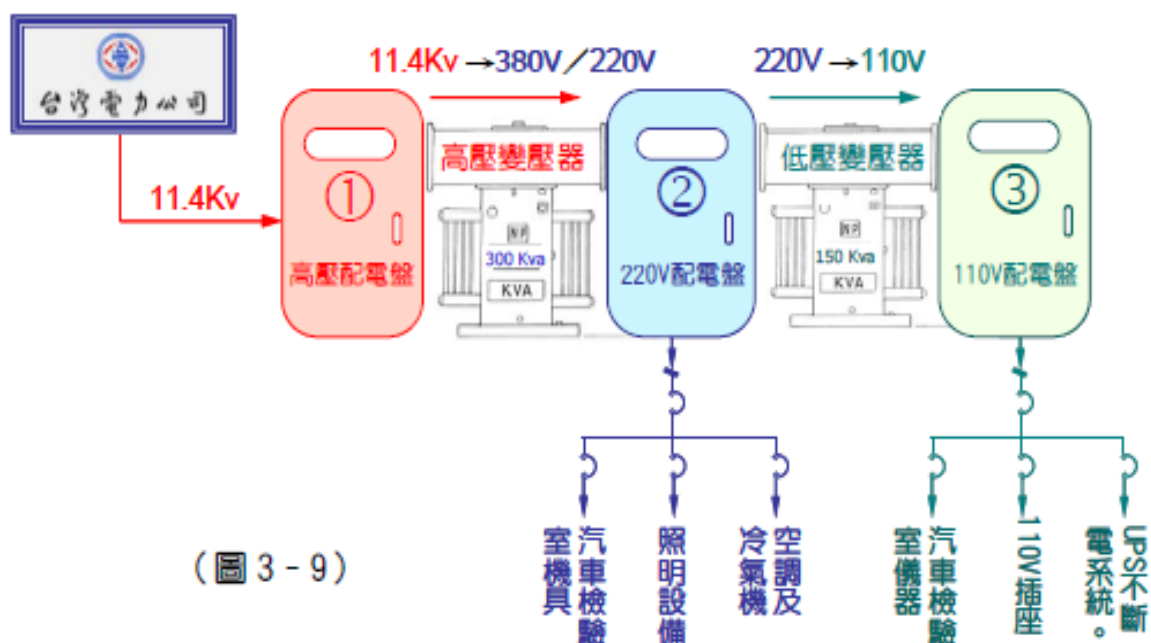 台灣電力公司
11.4Kv
11.4Kv→380V／220V
220V→110V
①
高壓配電盤
高壓變壓器
NP
300 Kva
KVA
②
220V配電盤
低壓變壓器
NP
150 Kva
KVA
③
110V配電盤
汽車檢驗
室機具
照明設備
空調及
冷氣機
汽車檢驗
室儀器
110V插座
UPS不斷
電系統。
（圖3-9）